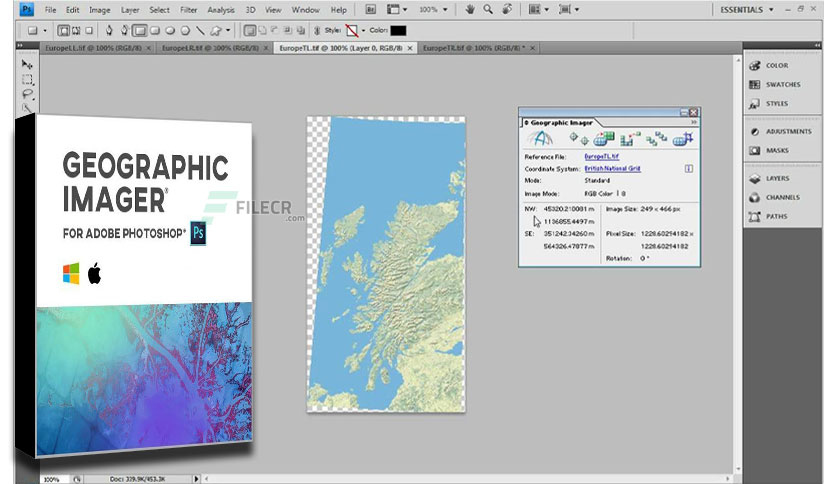 Ps File Edit Image Layer Select Filter Analysis 3D View Window Help Br 100% ESSENTIALS
Style: Color:
EuropeLL.tif @ 100% (RGB/8) EuropeLR.tif @ 100% (RGB/8) EuropeTL.tif @ 100% (Layer 0, RGB/8) EuropeTR.tif @ 100% (RGB/8) *
COLOR
SWATCHES
STYLES
ADJUSTMENTS
MASKS
LAYERS
CHANNELS
PATHS
Geographic Imager
Reference File: EuropeTL.tif
Coordinate System: British National Grid
Mode: Standard
Image Mode: RGB Color | 8
NW: 45320.210081 m Image Size: 249 x 466 px
1136855.4497 m
SE: 351242.34260 m Pixel Size: 1228.60294182 x
564326.47877 m 1228.60294182
Rotation: 0 °
GEOGRAPHIC
IMAGER®
FOR ADOBE PHOTOSHOP® Ps
FILECR
.com
100% Doc: 339.9K/453.3K